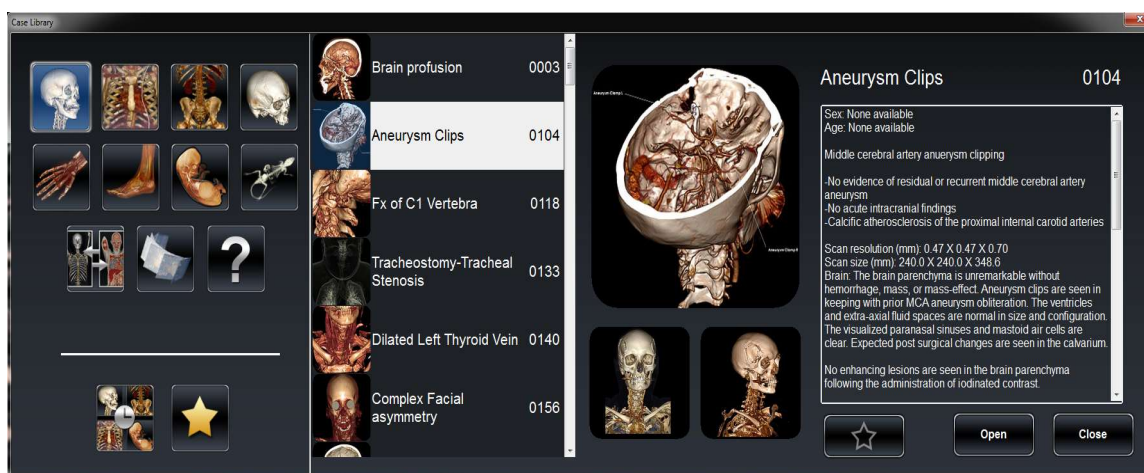 Case Library
X
Brain profusion 0003
Aneurysm Clips 0104
Fx of C1 Vertebra 0118
Tracheostomy-Tracheal
Stenosis 0133
Dilated Left Thyroid Vein 0140
Complex Facial
asymmetry 0156
?
Aneurysm Clamp L
Aneurysm Clamp R
Aneurysm Clips 0104
Sex: None available
Age: None available
Middle cerebral artery anuerysm clipping
-No evidence of residual or recurrent middle cerebral artery
aneurysm
-No acute intracranial findings
-Calcific atherosclerosis of the proximal internal carotid arteries
Scan resolution (mm): 0.47 X 0.47 X 0.70
Scan size (mm): 240.0 X 240.0 X 348.6
Brain: The brain parenchyma is unremarkable without
hemorrhage, mass, or mass-effect. Aneurysm clips are seen in
keeping with prior MCA aneurysm obliteration. The ventricles
and extra-axial fluid spaces are normal in size and configuration.
The visualized paranasal sinuses and mastoid air cells are
clear. Expected post surgical changes are seen in the calvarium.
No enhancing lesions are seen in the brain parenchyma
following the administration of iodinated contrast.
Open
Close